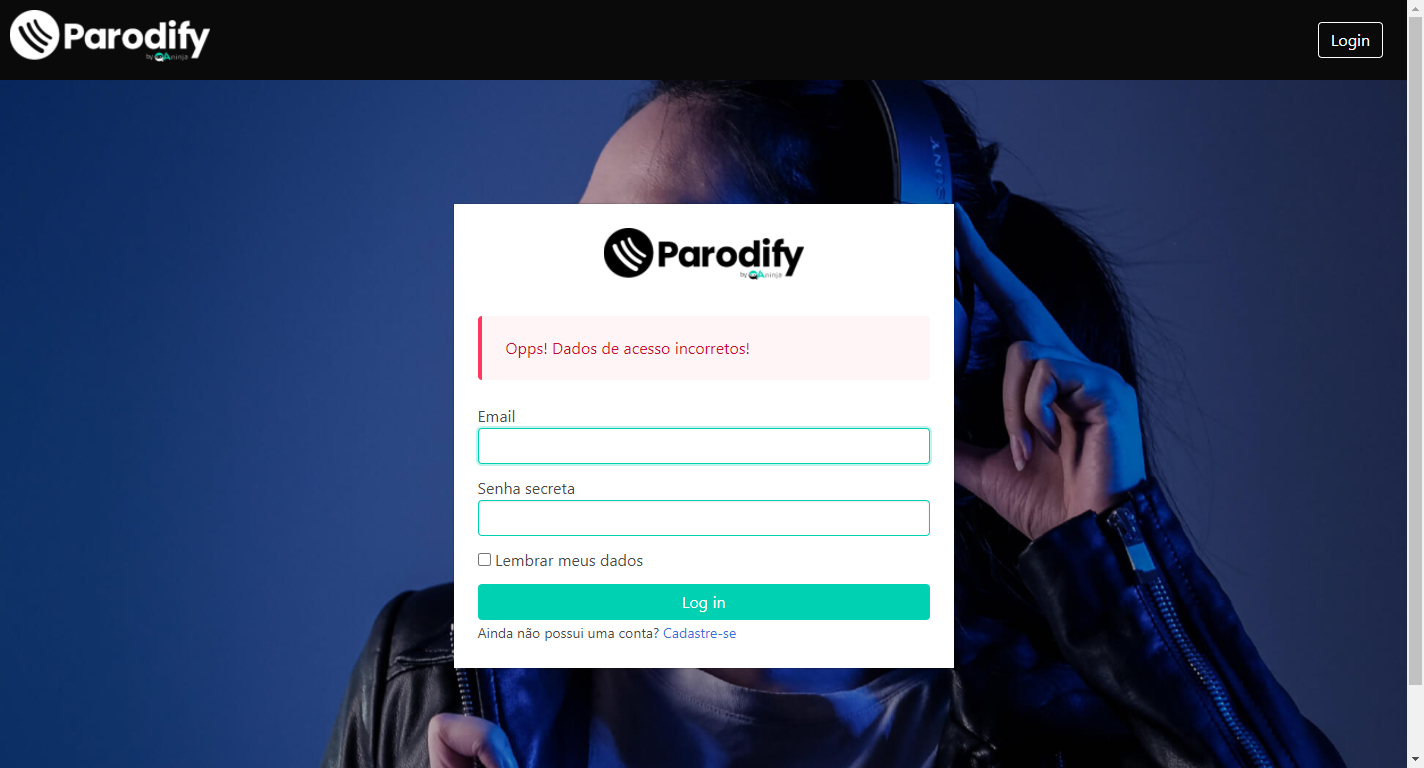 Parodify
by QAninja
Login
SONY
Parodify
by QAninja
Opps! Dados de acesso incorretos!
Email
Senha secreta
Lembrar meus dados
Log in
Ainda não possui uma conta? Cadastre-se